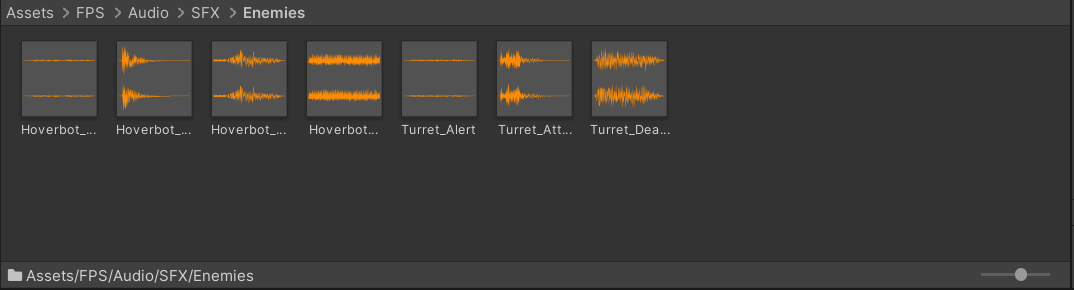 Assets > FPS > Audio > SFX > Enemies
Hoverbot_... Hoverbot_... Hoverbot_... Hoverbot... Turret_Alert Turret_Att... Turret_Dea...
Assets/FPS/Audio/SFX/Enemies